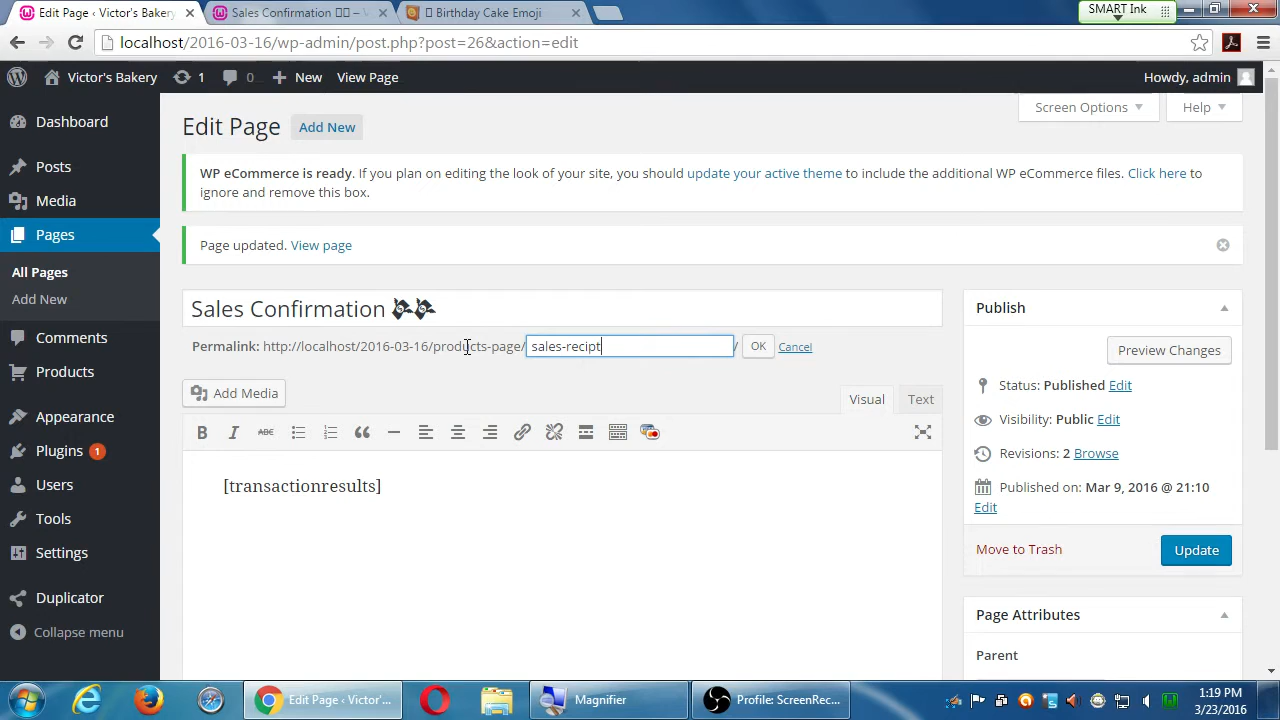 Edit Page ‹ Victor's Bakery
Sales Confirmation
Birthday Cake Emoji
SMART Ink
localhost/2016-03-16/wp-admin/post.php?post=26&action=edit
Victor's Bakery
1
0
New
View Page
Howdy, admin
Dashboard
Posts
Media
Pages
All Pages
Add New
Comments
Products
Appearance
Plugins 1
Users
Tools
Settings
Duplicator
Collapse menu
Screen Options
Help
Edit Page
Add New
WP eCommerce is ready. If you plan on editing the look of your site, you should update your active theme to include the additional WP eCommerce files. Click here to
ignore and remove this box.
Page updated. View page
Sales Confirmation
Permalink: http://localhost/2016-03-16/products-page/ sales-recipt / OK Cancel
Add Media
Visual
Text
B I ABC
[transactionresults]
Publish
Preview Changes
Status: Published Edit
Visibility: Public Edit
Revisions: 2 Browse
Published on: Mar 9, 2016 @ 21:10
Edit
Move to Trash
Update
Page Attributes
Parent
Edit Page ‹ Victor'...
Magnifier
Profile: ScreenRec...
1:19 PM
3/23/2016